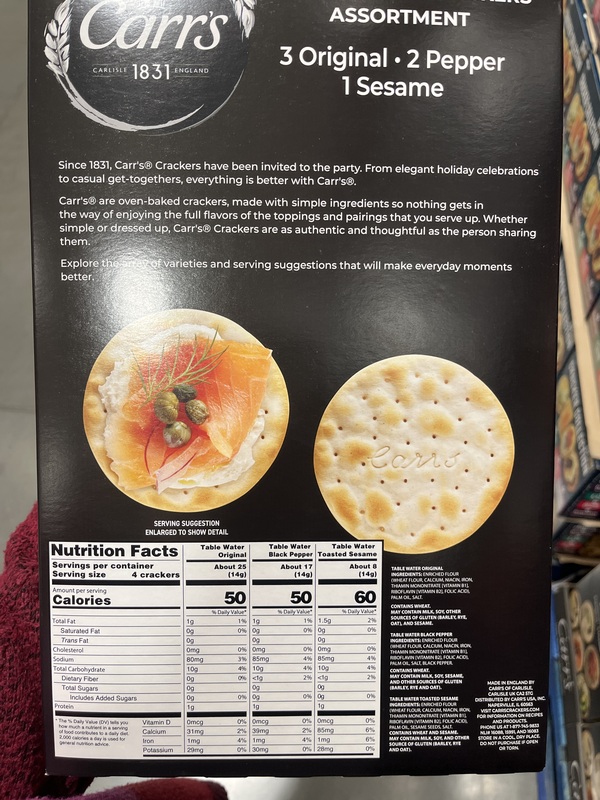 Carr's
CARLISLE 1831 ENGLAND
ASSORTMENT
3 Original • 2 Pepper
1 Sesame
Since 1831, Carr's® Crackers have been invited to the party. From elegant holiday celebrations
to casual get-togethers, everything is better with Carr's®.
Carr's® are oven-baked crackers, made with simple ingredients so nothing gets in
the way of enjoying the full flavors of the toppings and pairings that you serve up. Whether
simple or dressed up, Carr's® Crackers are as authentic and thoughtful as the person sharing
them.
Explore the array of varieties and serving suggestions that will make everyday moments
better.
Carr's
SERVING SUGGESTION
ENLARGED TO SHOW DETAIL
Nutrition Facts
Servings per container
Serving size 4 crackers
Table Water Original Table Water Black Pepper Table Water Toasted Sesame
About 25 (14g) About 17 (14g) About 8 (14g)
Amount per serving
Calories 50 50 60
% Daily Value* % Daily Value* % Daily Value*
Total Fat 1g 1% 1g 1% 1.5g 2%
Saturated Fat 0g 0% 0g 0% 0g 0%
Trans Fat 0g 0g 0g
Cholesterol 0mg 0% 0mg 0% 0mg 0%
Sodium 80mg 3% 85mg 4% 85mg 4%
Total Carbohydrate 10g 4% 10g 4% 10g 4%
Dietary Fiber 0g 0% <1g 2% <1g 2%
Total Sugars 0g 0g 0g
Includes Added Sugars 0g 0% 0g 0% 0g 0%
Protein 1g 1g 1g
Vitamin D 0mcg 0% 0mcg 0% 0mcg 0%
Calcium 31mg 2% 39mg 2% 85mg 6%
Iron 1mg 4% 1mg 4% 1mg 6%
Potassium 29mg 0% 30mg 0% 28mg 0%
* The % Daily Value (DV) tells you
how much a nutrient in a serving
of food contributes to a daily diet.
2,000 calories a day is used for
general nutrition advice.
TABLE WATER ORIGINAL
INGREDIENTS: ENRICHED FLOUR
(WHEAT FLOUR, CALCIUM, NIACIN, IRON,
THIAMIN MONONITRATE [VITAMIN B1],
RIBOFLAVIN [VITAMIN B2], FOLIC ACID),
PALM OIL, SALT.
CONTAINS WHEAT.
MAY CONTAIN MILK, SOY, OTHER
SOURCES OF GLUTEN (BARLEY, RYE,
OAT), AND SESAME.
TABLE WATER BLACK PEPPER
INGREDIENTS: ENRICHED FLOUR
(WHEAT FLOUR, CALCIUM, NIACIN, IRON,
THIAMIN MONONITRATE [VITAMIN B1],
RIBOFLAVIN [VITAMIN B2], FOLIC ACID),
PALM OIL, SALT, BLACK PEPPER.
CONTAINS WHEAT.
MAY CONTAIN MILK, SOY, SESAME,
AND OTHER SOURCES OF GLUTEN
(BARLEY, RYE AND OAT).
TABLE WATER TOASTED SESAME
INGREDIENTS: ENRICHED FLOUR
(WHEAT FLOUR, CALCIUM, NIACIN, IRON,
THIAMIN MONONITRATE [VITAMIN B1],
RIBOFLAVIN [VITAMIN B2], FOLIC ACID),
PALM OIL, SESAME SEEDS, SALT.
CONTAINS WHEAT AND SESAME.
MAY CONTAIN MILK, SOY, AND OTHER
SOURCE OF GLUTEN (BARLEY, RYE
AND OAT).
MADE IN ENGLAND BY
CARR'S OF CARLISLE,
CARLISLE UK CA2 5TG
DISTRIBUTED BY CARR'S USA, INC.
NAPERVILLE, IL 60563
VISIT CARRSCRACKERS.COM
FOR INFORMATION ON RECIPES
AND PRODUCTS.
STORE IN A COOL, DRY PLACE.
DO NOT PURCHASE IF OPEN
OR TORN.